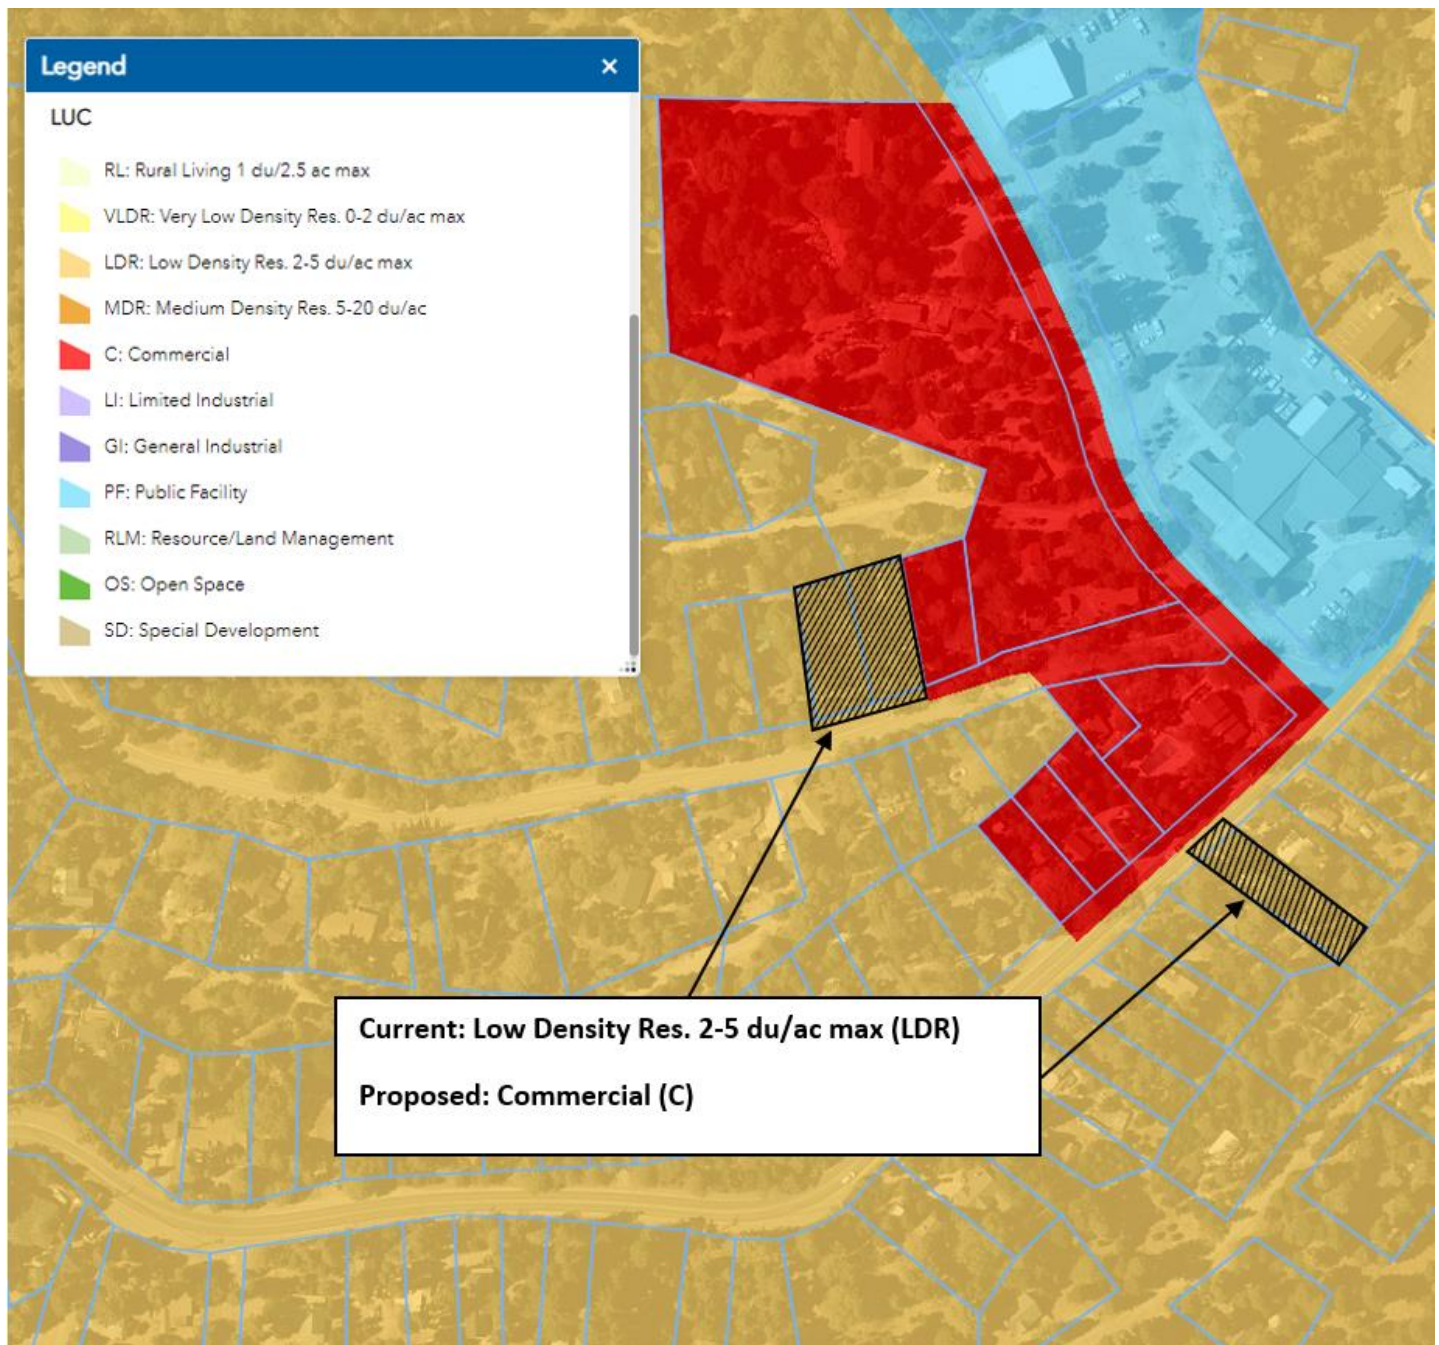 Legend ×
LUC
RL: Rural Living 1 du/2.5 ac max
VLDR: Very Low Density Res. 0-2 du/ac max
LDR: Low Density Res. 2-5 du/ac max
MDR: Medium Density Res. 5-20 du/ac
C: Commercial
LI: Limited Industrial
GI: General Industrial
PF: Public Facility
RLM: Resource/Land Management
OS: Open Space
SD: Special Development
Current: Low Density Res. 2-5 du/ac max (LDR)
Proposed: Commercial (C)